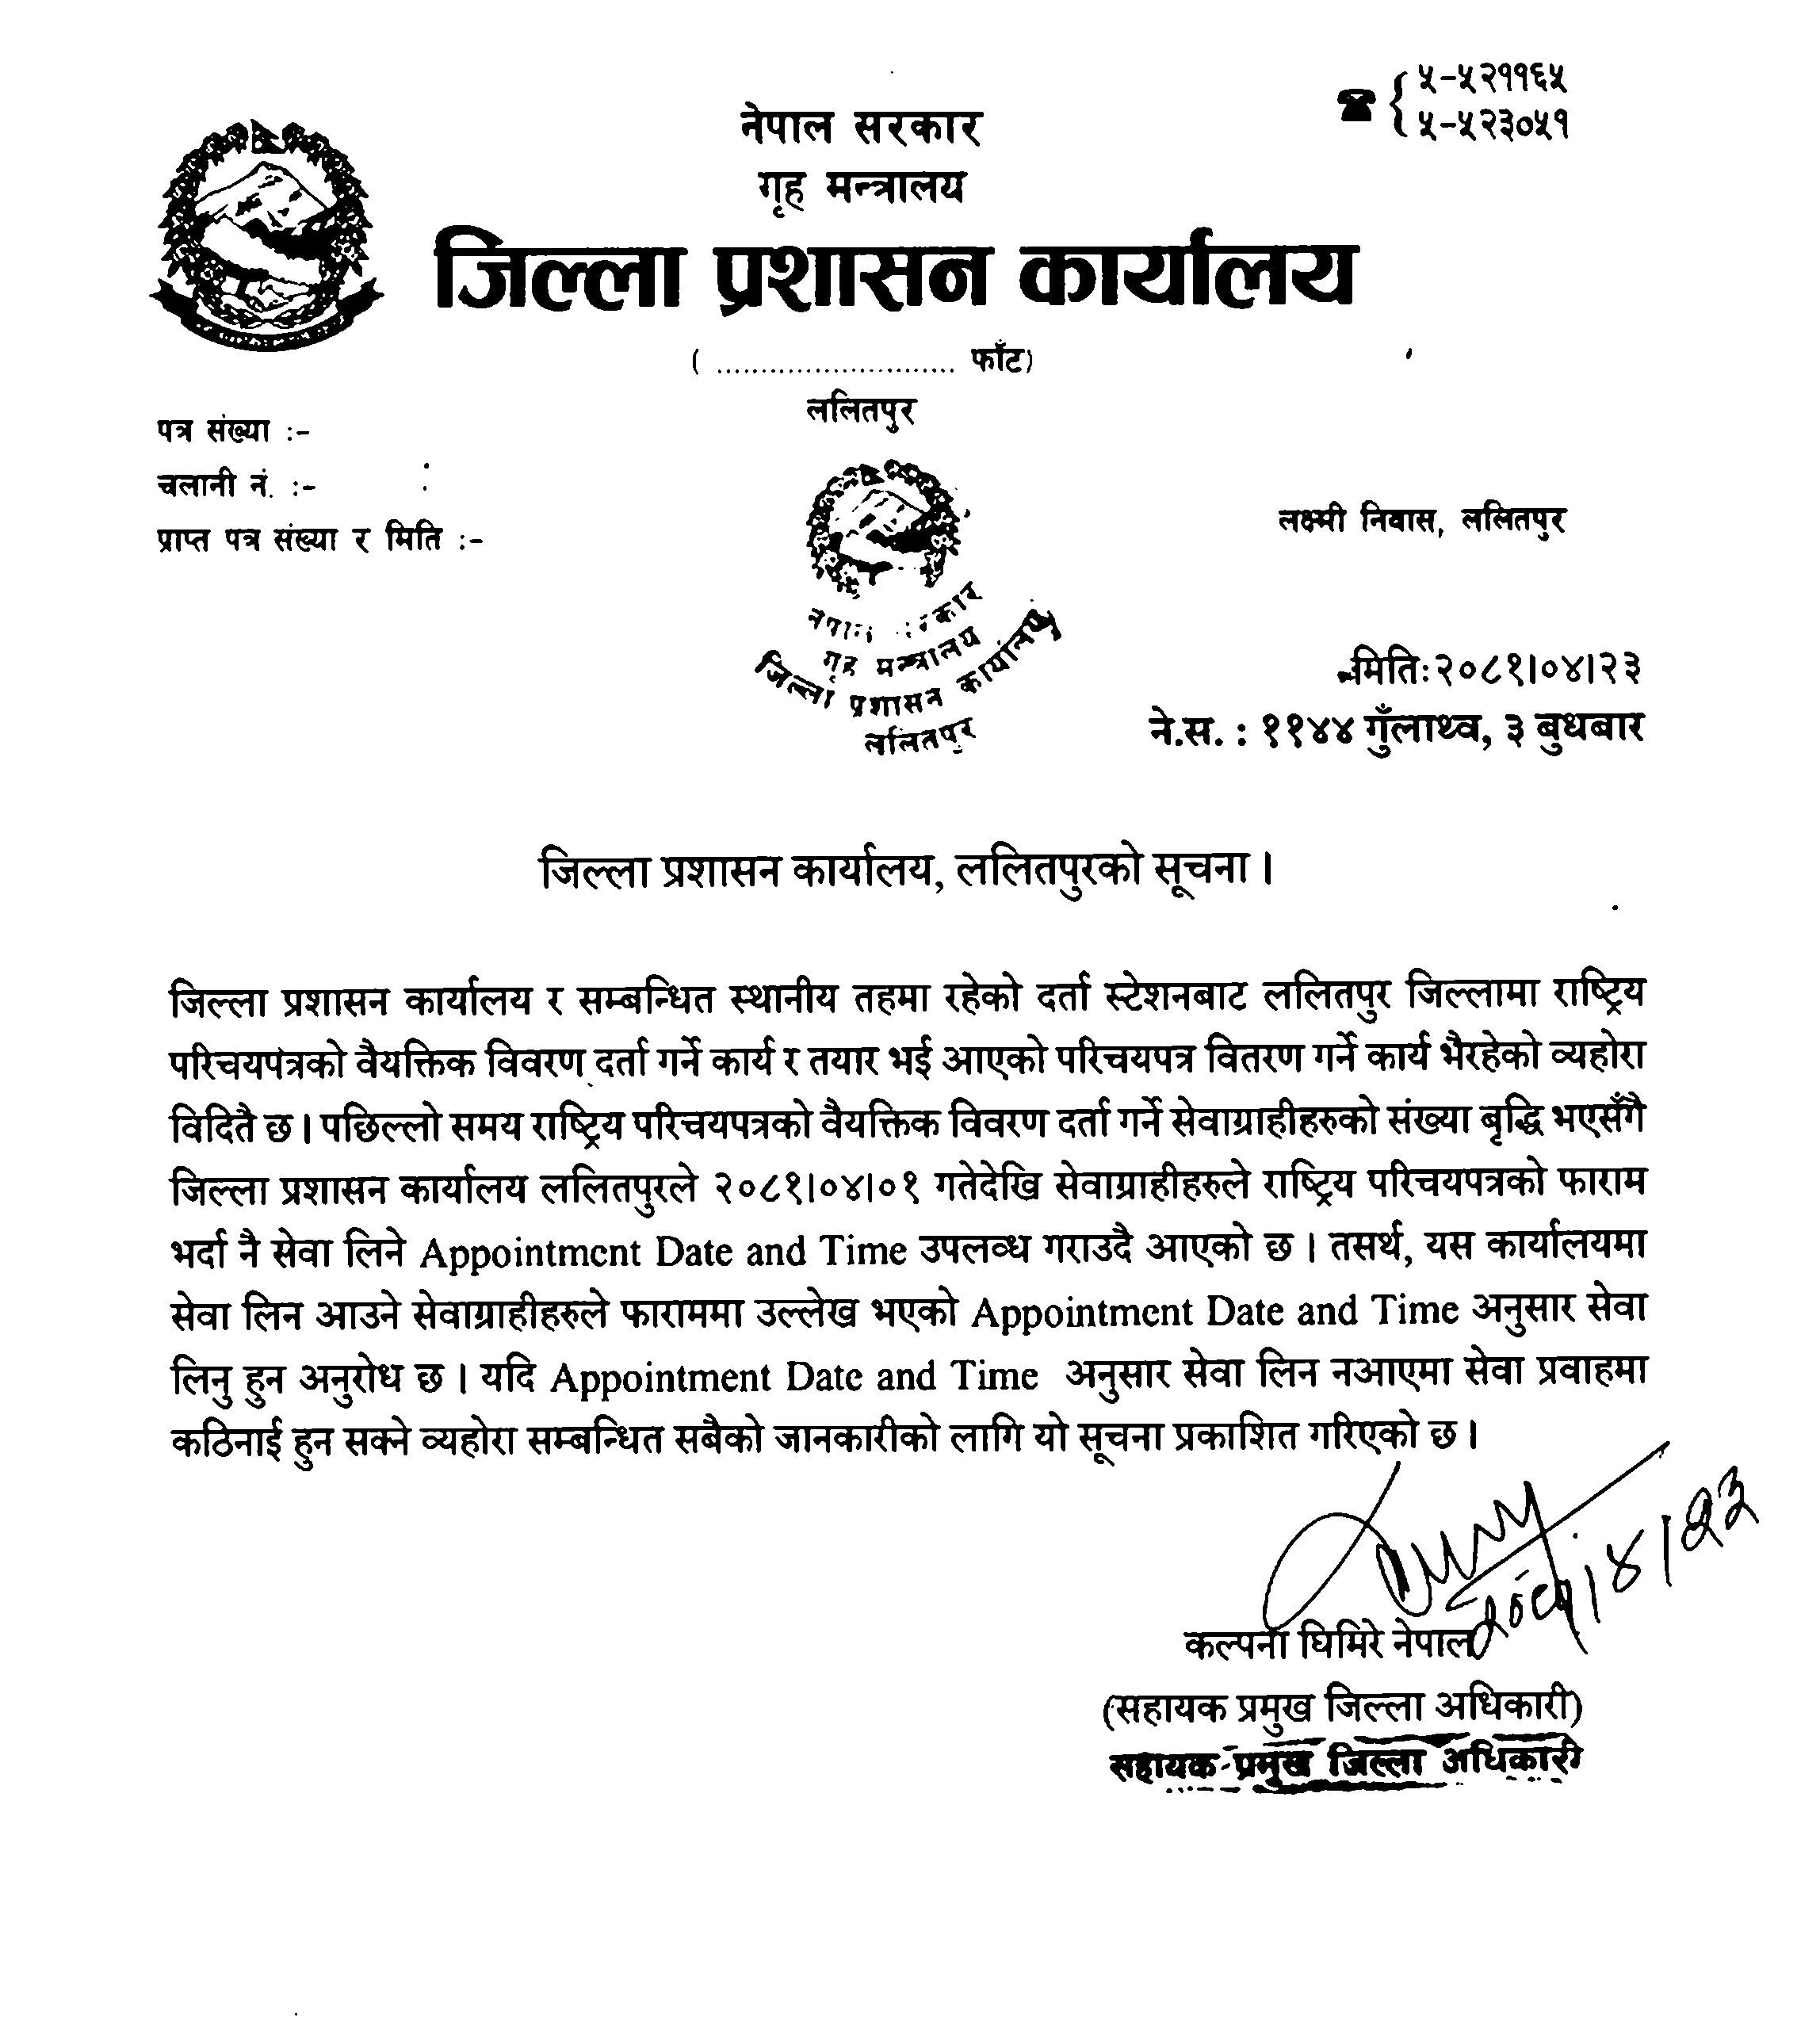 ५-५२११६५
५-५२३०५१
नेपाल सरकार
गृह मन्त्रालय
जिल्ला प्रशासन कार्यालय
( ........................... फाँट)
ललितपुर
पत्र संख्या :-
चलानी नं. :-
प्राप्त पत्र संख्या र मिति :-
लक्ष्मी निवास, ललितपुर
गृह मन्त्रालय
जिल्ला प्रशासन
ललितपुर
मितिः२०८१।०४।२३
ने.स. : ११४४ गुँलाथ्व, ३ बुधबार
जिल्ला प्रशासन कार्यालय, ललितपुरको सूचना।
जिल्ला प्रशासन कार्यालय र सम्बन्धित स्थानीय तहमा रहेको दर्ता स्टेशनबाट ललितपुर जिल्लामा राष्ट्रिय
परिचयपत्रको वैयक्तिक विवरण दर्ता गर्ने कार्य र तयार भई आएको परिचयपत्र वितरण गर्ने कार्य भैरहेको व्यहोरा
विदितै छ। पछिल्लो समय राष्ट्रिय परिचयपत्रको वैयक्तिक विवरण दर्ता गर्ने सेवाग्राहीहरुको संख्या बृद्धि भएसँगै
जिल्ला प्रशासन कार्यालय ललितपुरले २०८१।०४।०१ गतेदेखि सेवाग्राहीहरुले राष्ट्रिय परिचयपत्रको फाराम
भर्दा नै सेवा लिने Appointment Date and Time उपलव्ध गराउदै आएको छ। तसर्थ, यस कार्यालयमा
सेवा लिन आउने सेवाग्राहीहरुले फाराममा उल्लेख भएको Appointment Date and Time अनुसार सेवा
लिनु हुन अनुरोध छ। यदि Appointment Date and Time अनुसार सेवा लिन नआएमा सेवा प्रवाहमा
कठिनाई हुन सक्ने व्यहोरा सम्बन्धित सबैको जानकारीको लागि यो सूचना प्रकाशित गरिएको छ।
२०८१/४/२३
कल्पना घिमिरे नेपाल
(सहायक प्रमुख जिल्ला अधिकारी)
सहायक प्रमुख जिल्ला अधिकारी